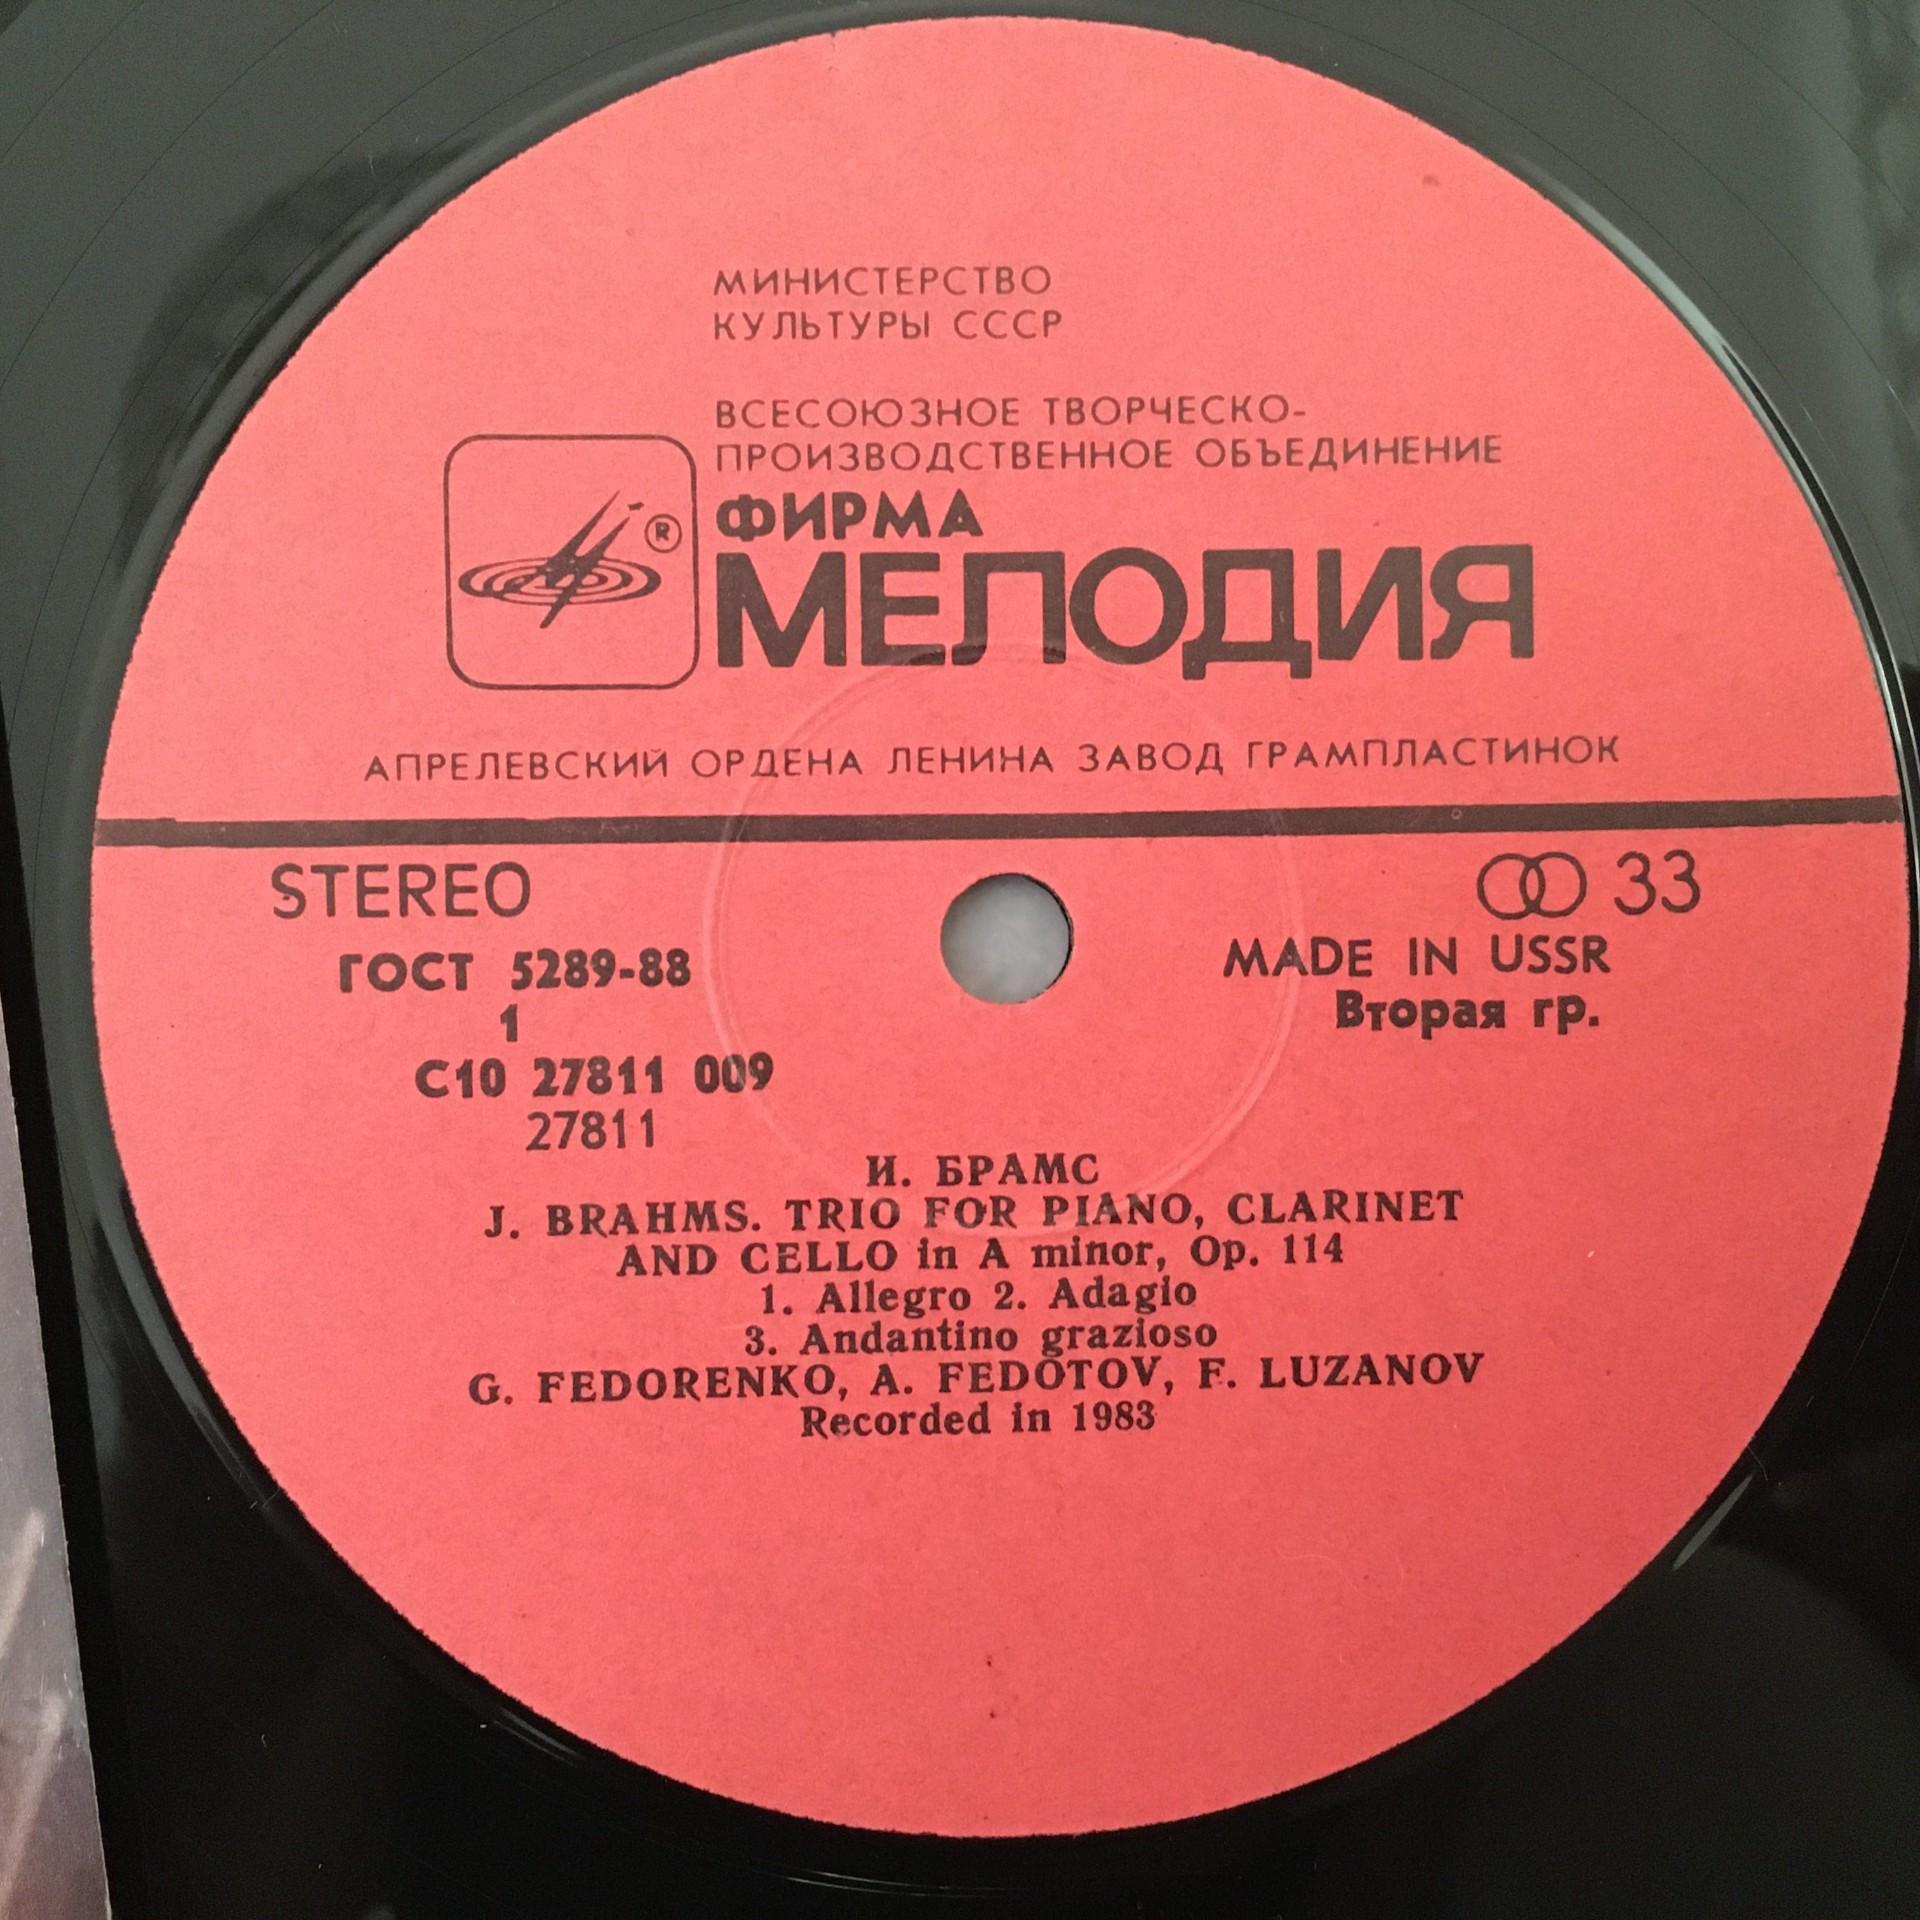 МИНИСТЕРСТВО
КУЛЬТУРЫ СССР
ВСЕСОЮЗНОЕ ТВОРЧЕСКО-
ПРОИЗВОДСТВЕННОЕ ОБЪЕДИНЕНИЕ
ФИРМА
®
МЕЛОДИЯ
АПРЕЛЕВСКИЙ ОРДЕНА ЛЕНИНА ЗАВОД ГРАМПЛАСТИНОК
STEREO
33
ГОСТ 5289-88
MADE IN USSR
1
Вторая гр.
С10 27811 009
27811
И. БРАМС
J. BRAHMS. TRIO FOR PIANO, CLARINET
AND CELLO in A minor, Op. 114
1. Allegro 2. Adagio
3. Andantino grazioso
G. FEDORENKO, A. FEDOTOV, F. LUZANOV
Recorded in 1983